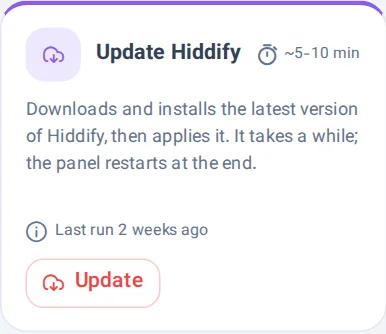 Update Hiddify ~5-10 min
Downloads and installs the latest version
of Hiddify, then applies it. It takes a while;
the panel restarts at the end.
Last run 2 weeks ago
Update